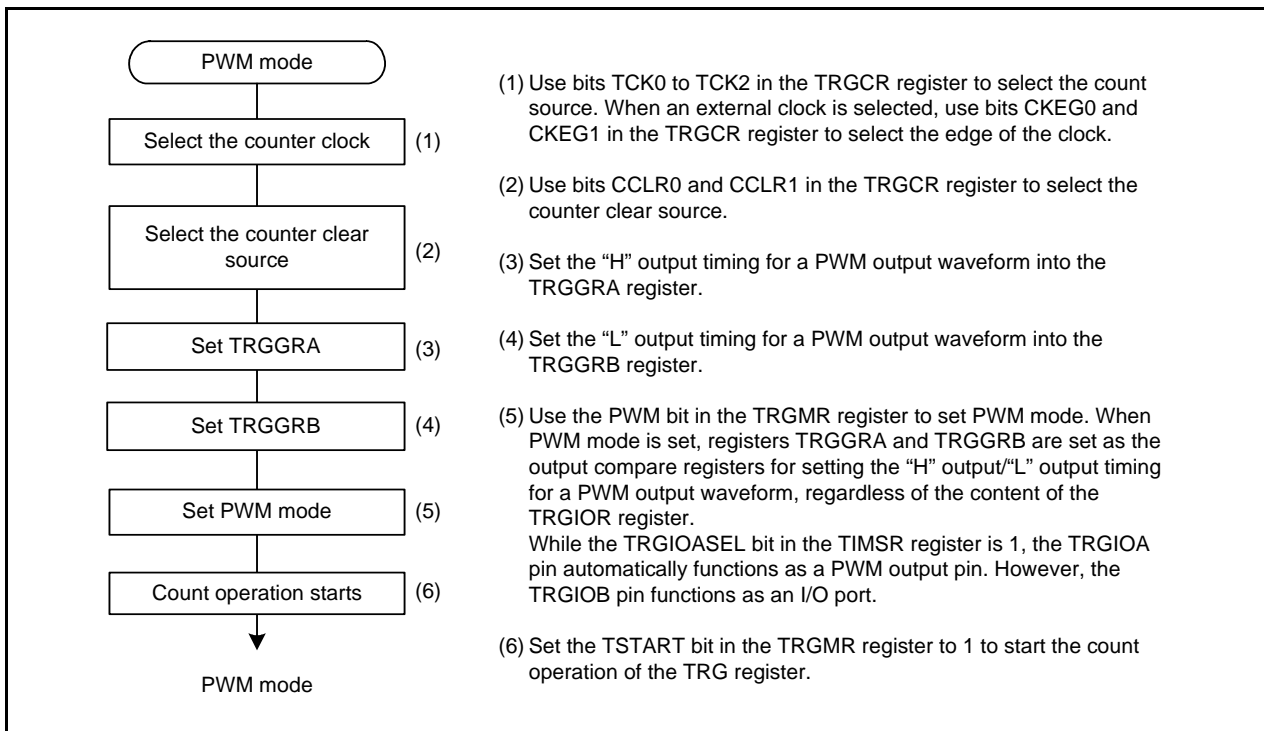 PWM mode
Select the counter clock
(1)
Select the counter clear
source
(2)
Set TRGGRA
(3)
Set TRGGRB
(4)
Set PWM mode
(5)
Count operation starts
(6)
PWM mode
(1) Use bits TCK0 to TCK2 in the TRGCR register to select the count
source. When an external clock is selected, use bits CKEG0 and
CKEG1 in the TRGCR register to select the edge of the clock.
(2) Use bits CCLR0 and CCLR1 in the TRGCR register to select the
counter clear source.
(3) Set the “H” output timing for a PWM output waveform into the
TRGGRA register.
(4) Set the “L” output timing for a PWM output waveform into the
TRGGRB register.
(5) Use the PWM bit in the TRGMR register to set PWM mode. When
PWM mode is set, registers TRGGRA and TRGGRB are set as the
output compare registers for setting the “H” output/“L” output timing
for a PWM output waveform, regardless of the content of the
TRGIOR register.
While the TRGIOASEL bit in the TIMSR register is 1, the TRGIOA
pin automatically functions as a PWM output pin. However, the
TRGIOB pin functions as an I/O port.
(6) Set the TSTART bit in the TRGMR register to 1 to start the count
operation of the TRG register.